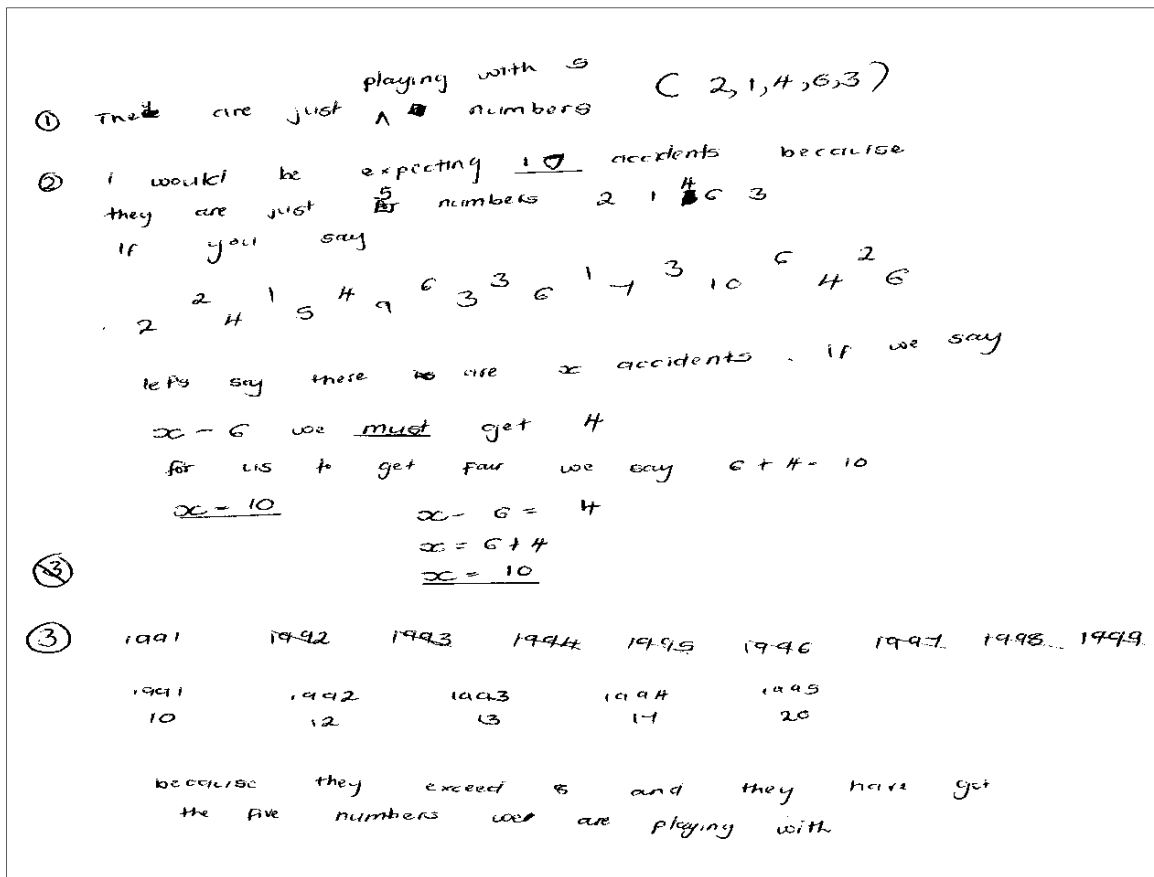 playing with 5
① The are just ^ numbers ( 2,1,4,6,3)
② i would be expecting 10 accidents because
they are just 5 numbers 2 1 4 6 3
If you say
2 2 4 1 5 4 9 6 3 3 6 1 7 3 10 6 4 2 6
let's say there are x accidents . if we say
x - 6 we must get 4
for us to get four we say 6 + 4 = 10
x = 10 x - 6 = 4
x = 6 + 4
③ x = 10
③ 1991 1992 1993 1994 1995 1996 1997 1998 1999
1991 1992 1993 1994 1995
10 12 13 17 20
because they exceed 8 and they have got
the five numbers we are playing with